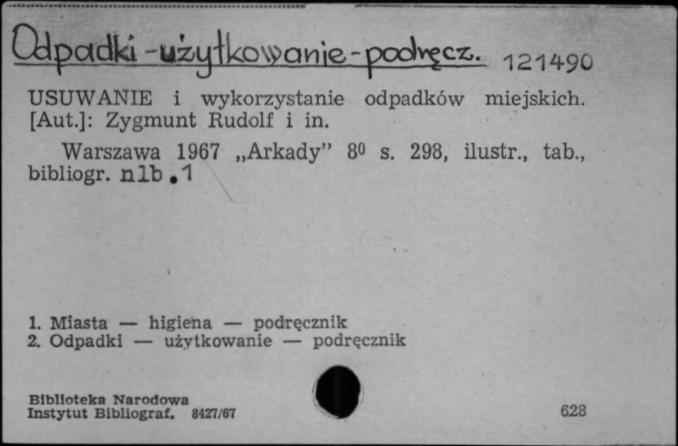 Odpadki-użytkowanie-podręcz. 121490
USUWANIE i wykorzystanie odpadków miejskich.
[Aut.]: Zygmunt Rudolf i in.
Warszawa 1967 „Arkady” 8⁰ s. 298, ilustr., tab.,
bibliogr. nlb.1
1. Miasta — higiena — podręcznik
2. Odpadki — użytkowanie — podręcznik
Biblioteka Narodowa
Instytut Bibliograf. 8427/67 628